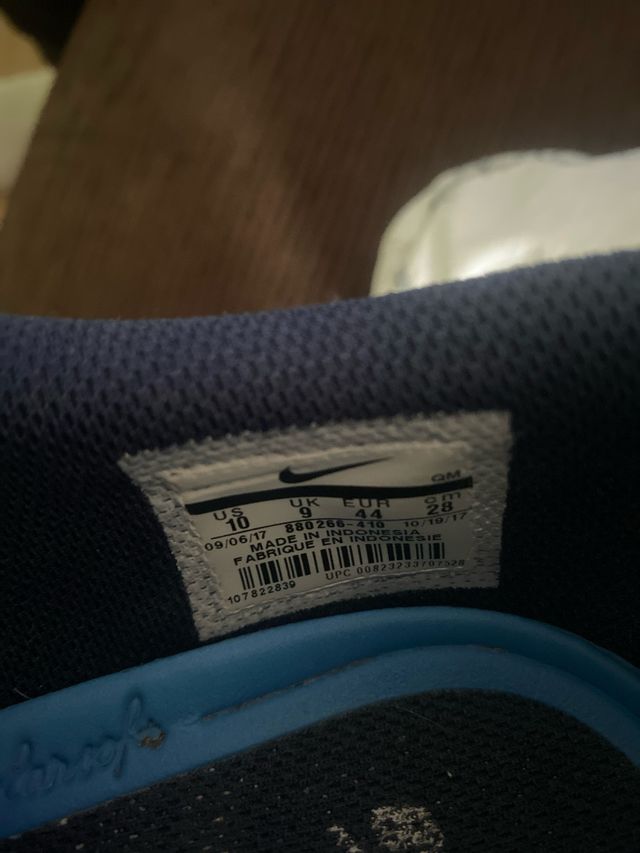 QM
US UK EUR cm
10 9 44 28
09/06/17 880266-410 10/19/17
MADE IN INDONESIA
FABRIQUE EN INDONESIE
107822839 UPC 00823233707528